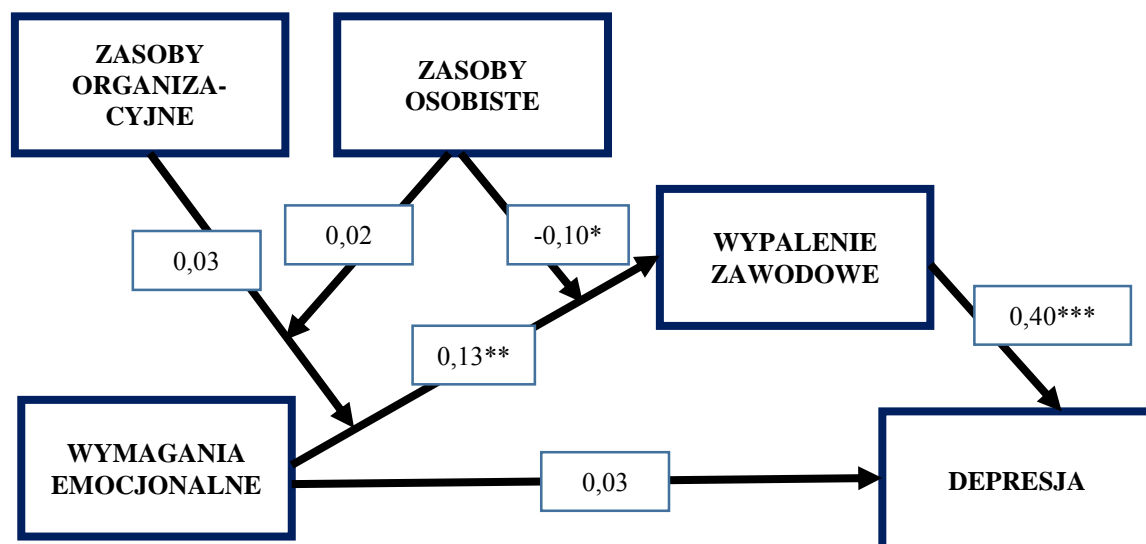 ZASOBY
ORGANIZA-
CYJNE
ZASOBY
OSOBISTE
0,03
0,02
-0,10*
WYPALENIE
ZAWODOWE
0,40***
0,13**
WYMAGANIA
EMOCJONALNE
0,03
DEPRESJA